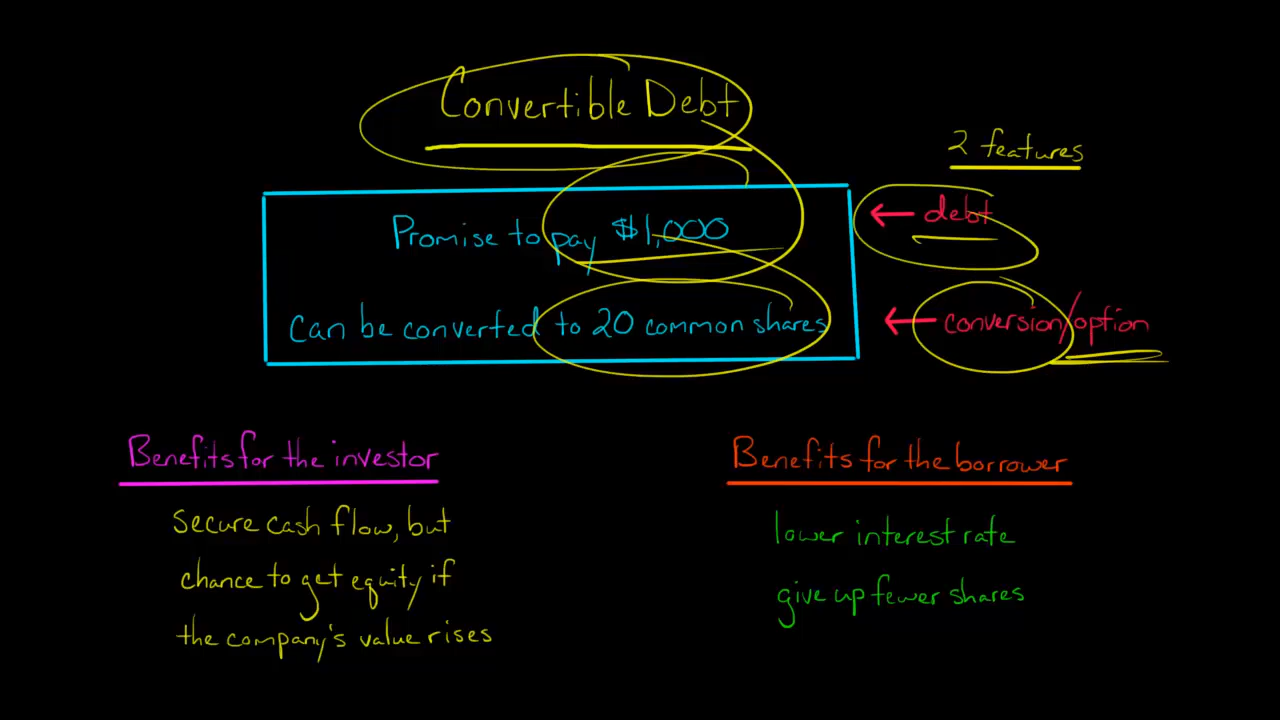 Convertible Debt
2 features
Promise to pay $1,000
← debt
Can be converted to 20 common shares
← conversion/option
Benefits for the investor
secure cash flow, but
chance to get equity if
the company's value rises
Benefits for the borrower
lower interest rate
give up fewer shares